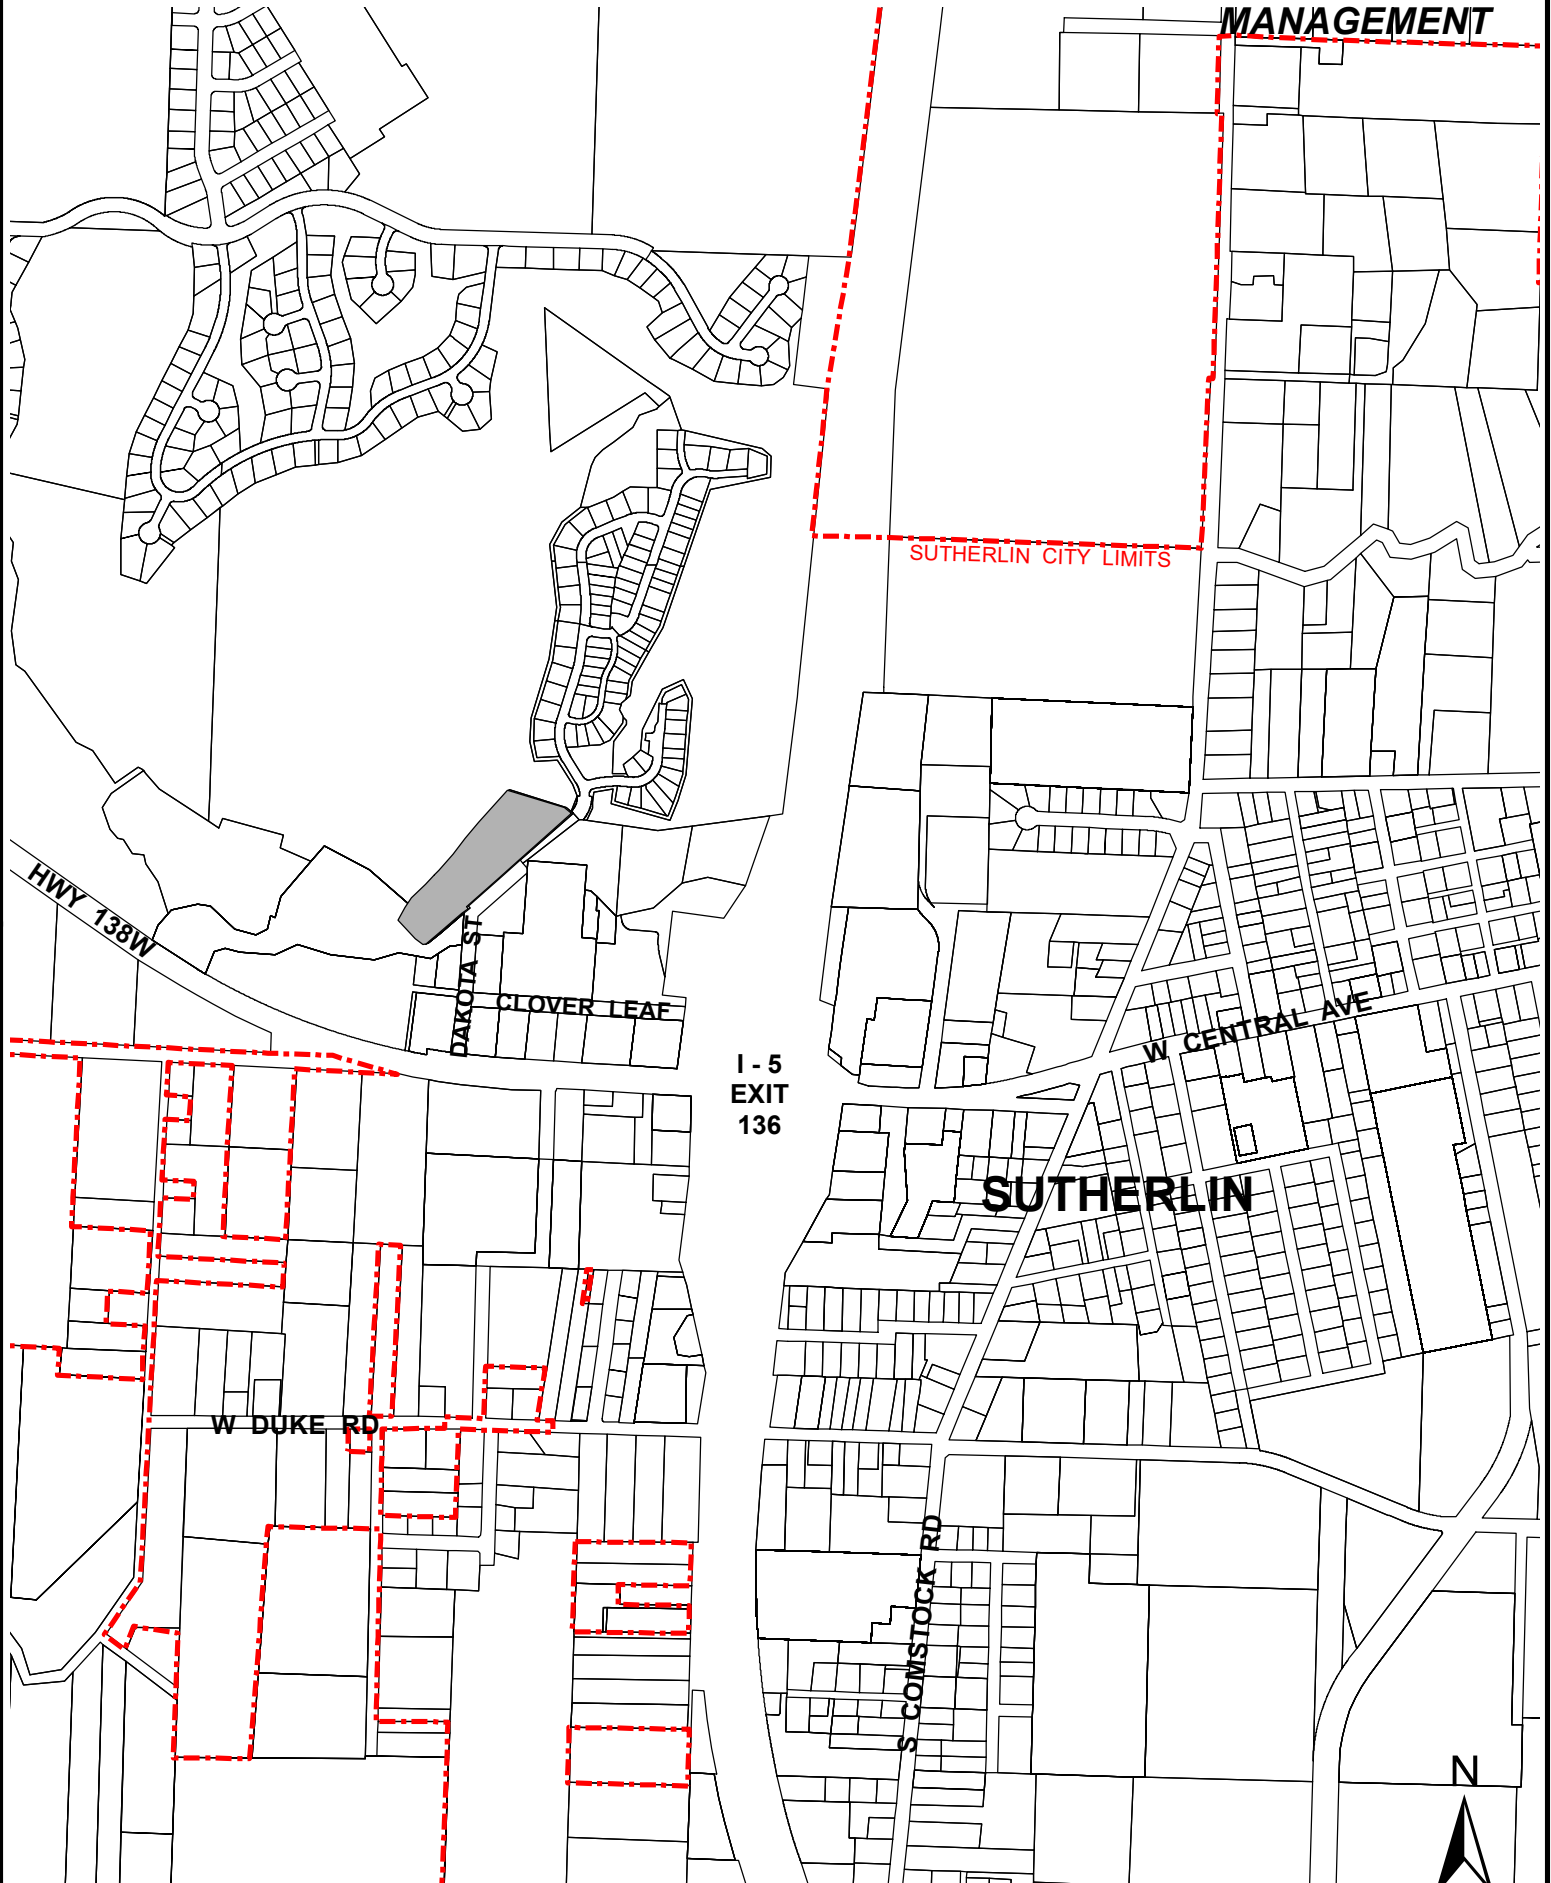 MANAGEMENT
SUTHERLIN CITY LIMITS
HWY 138W
DAKOTA ST
CLOVER LEAF
W CENTRAL AVE
I - 5
EXIT
136
SUTHERLIN
W DUKE RD
S COMSTOCK RD
N